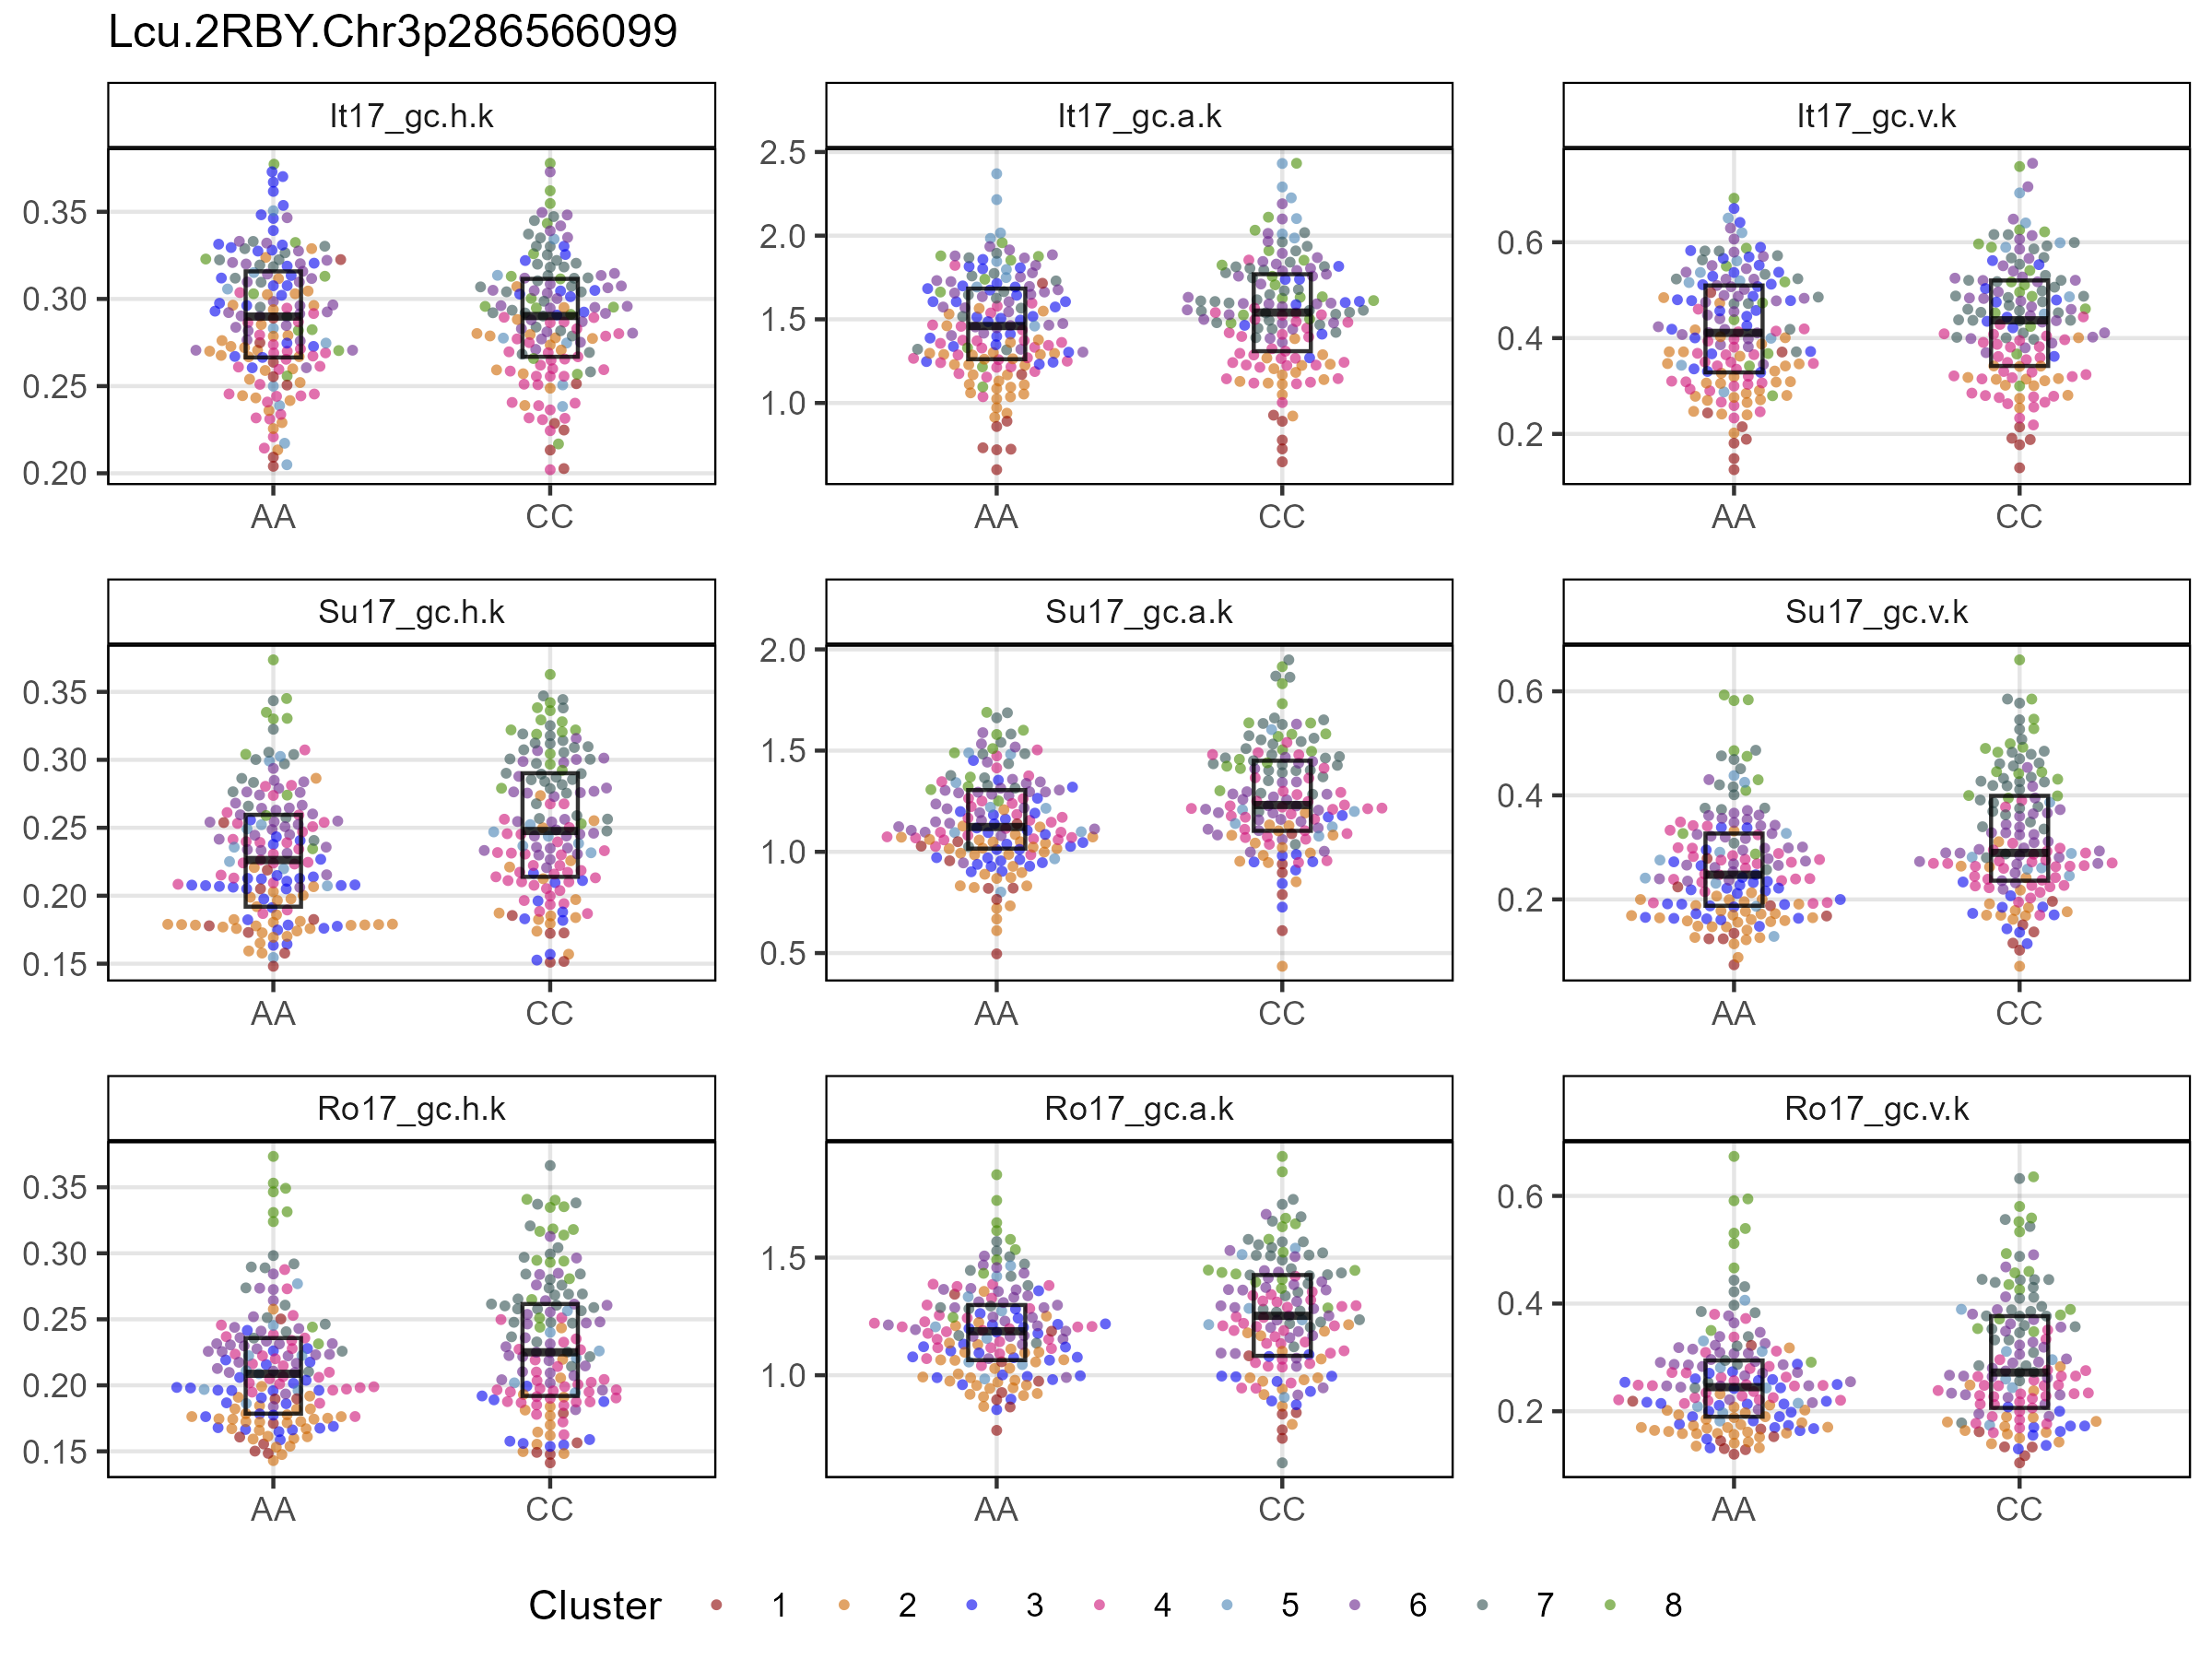 Lcu.2RBY.Chr3p286566099
It17_gc.h.k
It17_gc.a.k
It17_gc.v.k
0.35
0.30
0.25
0.20
2.5
2.0
1.5
1.0
0.6
0.4
0.2
AA
CC
AA
CC
AA
CC
Su17_gc.h.k
Su17_gc.a.k
Su17_gc.v.k
0.35
0.30
0.25
0.20
0.15
2.0
1.5
1.0
0.5
0.6
0.4
0.2
AA
CC
AA
CC
AA
CC
Ro17_gc.h.k
Ro17_gc.a.k
Ro17_gc.v.k
0.35
0.30
0.25
0.20
0.15
1.5
1.0
0.6
0.4
0.2
AA
CC
AA
CC
AA
CC
Cluster 1 2 3 4 5 6 7 8